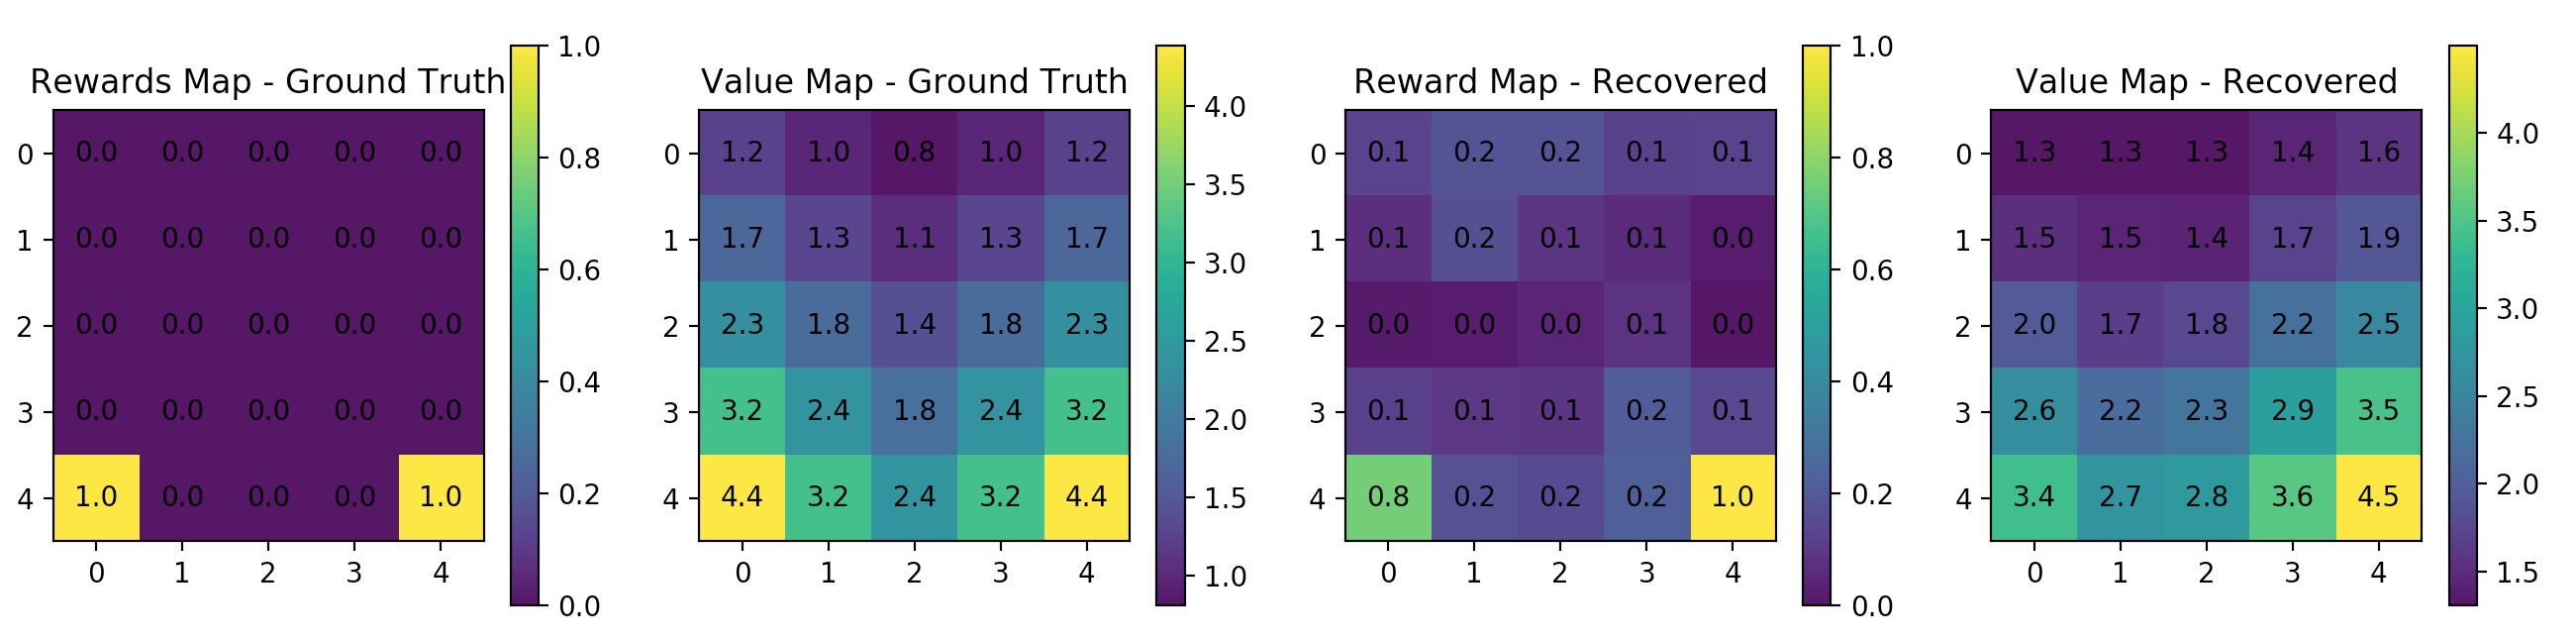 Rewards Map - Ground Truth
0 0.0 0.0 0.0 0.0 0.0
1 0.0 0.0 0.0 0.0 0.0
2 0.0 0.0 0.0 0.0 0.0
3 0.0 0.0 0.0 0.0 0.0
4 1.0 0.0 0.0 0.0 1.0
0 1 2 3 4
1.0
0.8
0.6
0.4
0.2
0.0
Value Map - Ground Truth
0 1.2 1.0 0.8 1.0 1.2
1 1.7 1.3 1.1 1.3 1.7
2 2.3 1.8 1.4 1.8 2.3
3 3.2 2.4 1.8 2.4 3.2
4 4.4 3.2 2.4 3.2 4.4
0 1 2 3 4
4.0
3.5
3.0
2.5
2.0
1.5
1.0
Reward Map - Recovered
0 0.1 0.2 0.2 0.1 0.1
1 0.1 0.2 0.1 0.1 0.0
2 0.0 0.0 0.0 0.1 0.0
3 0.1 0.1 0.1 0.2 0.1
4 0.8 0.2 0.2 0.2 1.0
0 1 2 3 4
1.0
0.8
0.6
0.4
0.2
0.0
Value Map - Recovered
0 1.3 1.3 1.3 1.4 1.6
1 1.5 1.5 1.4 1.7 1.9
2 2.0 1.7 1.8 2.2 2.5
3 2.6 2.2 2.3 2.9 3.5
4 3.4 2.7 2.8 3.6 4.5
0 1 2 3 4
4.0
3.5
3.0
2.5
2.0
1.5